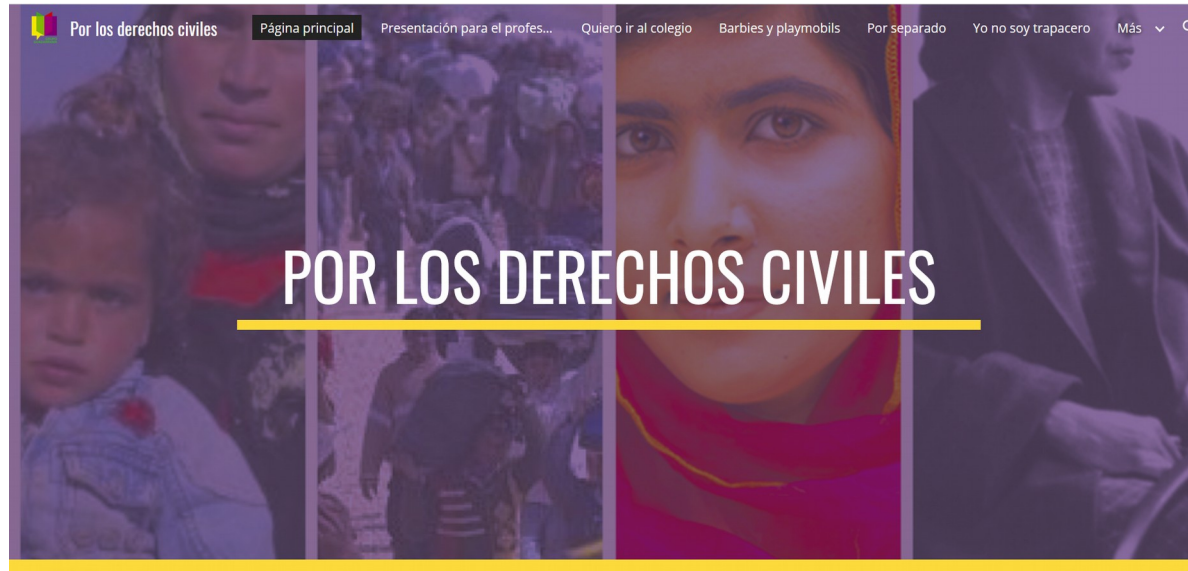 Por los derechos civiles
Página principal
Presentación para el profes...
Quiero ir al colegio
Barbies y playmobils
Por separado
Yo no soy trapacero
Más
POR LOS DERECHOS CIVILES